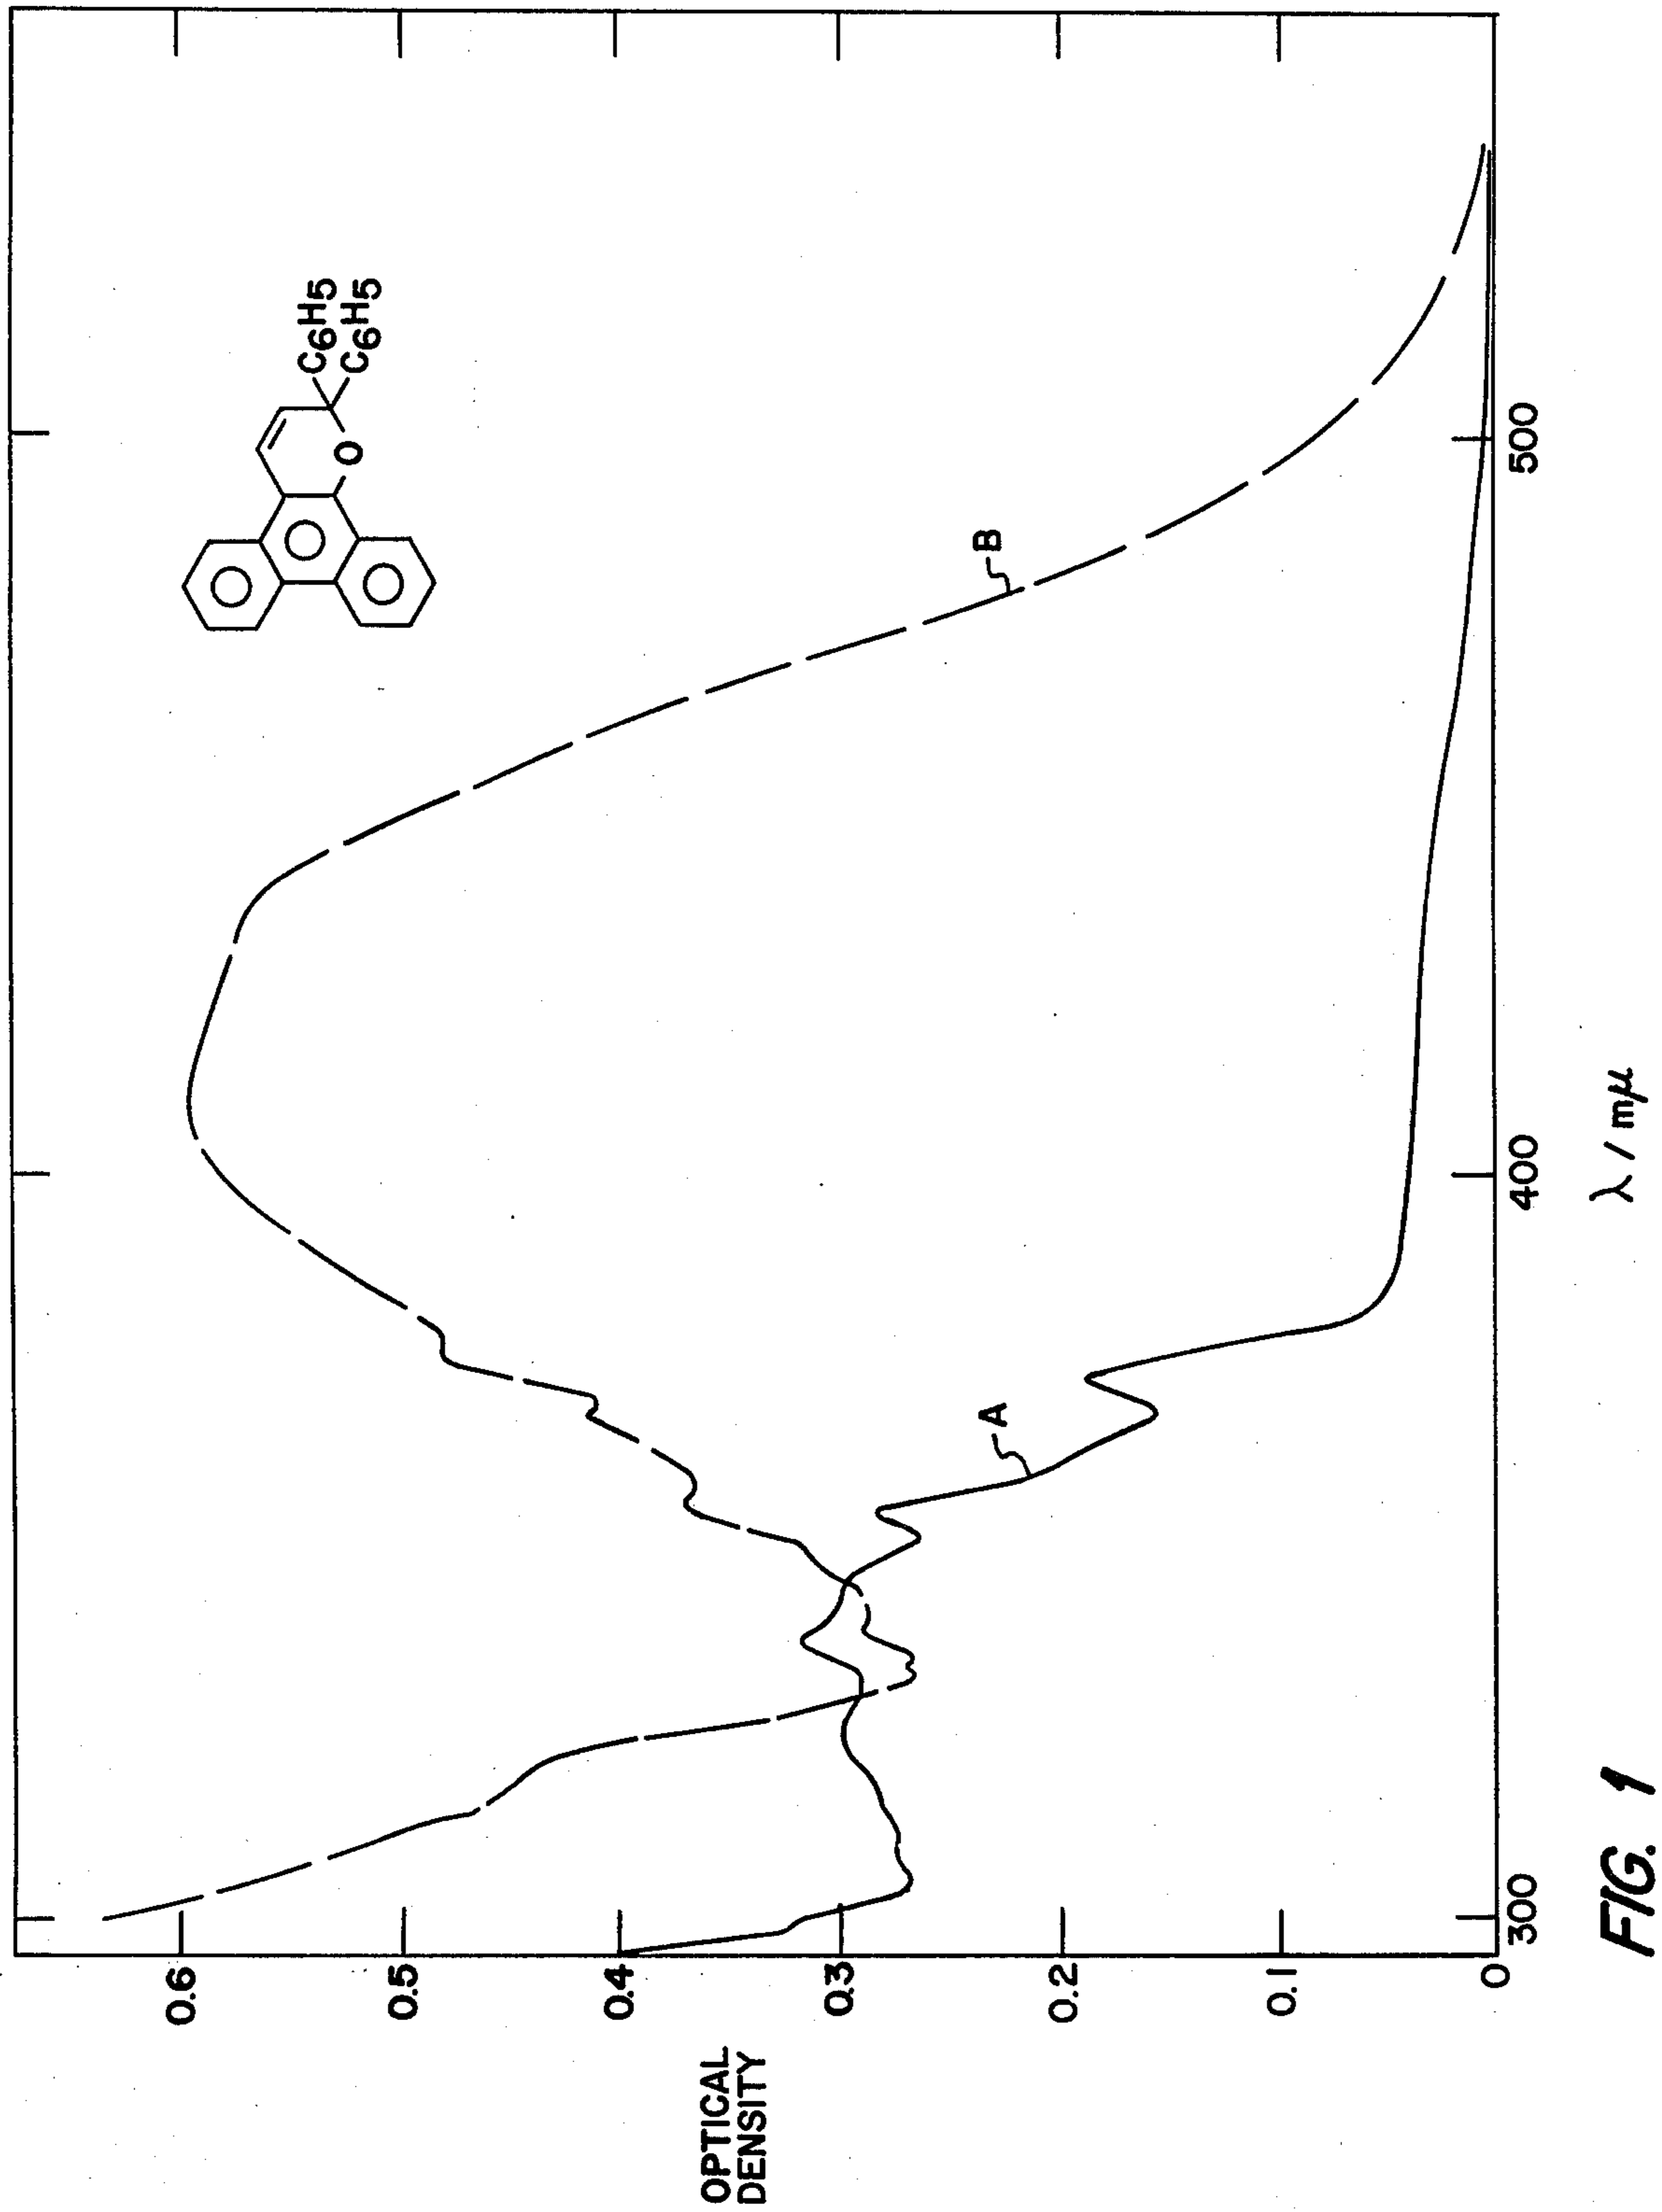 OPTICAL
DENSITY
0.6
0.5
0.4
0.3
0.2
0.1
0
300
400
500
λ / mμ
A
B
O
C6H5
C6H5
FIG. 1